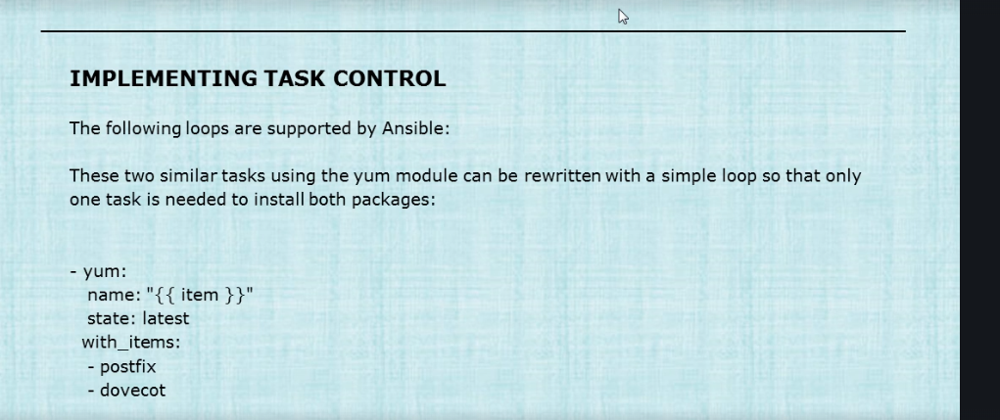 IMPLEMENTING TASK CONTROL
The following loops are supported by Ansible:
These two similar tasks using the yum module can be rewritten with a simple loop so that only
one task is needed to install both packages:
- yum:
name: "{{ item }}"
state: latest
with_items:
- postfix
- dovecot